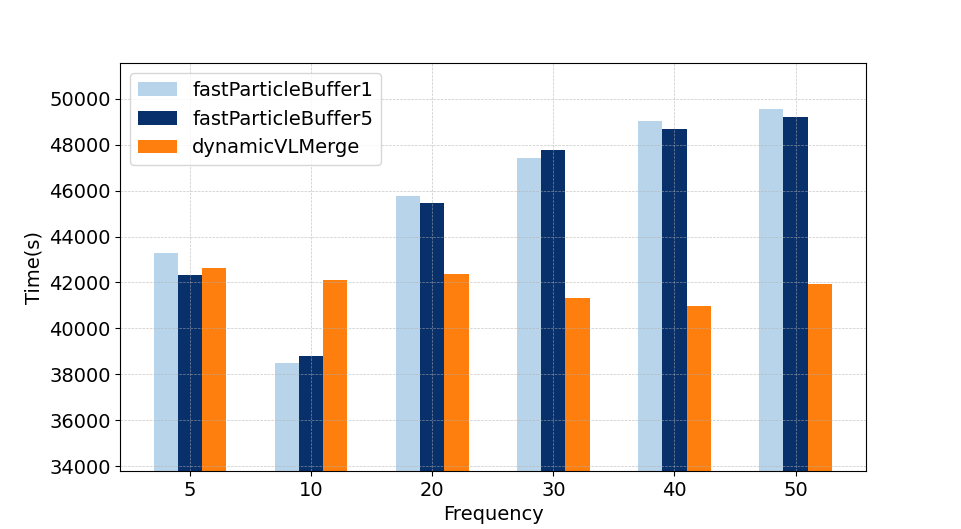 fastParticleBuffer1
fastParticleBuffer5
dynamicVLMerge
Time(s)
50000
48000
46000
44000
42000
40000
38000
36000
34000
5 10 20 30 40 50
Frequency